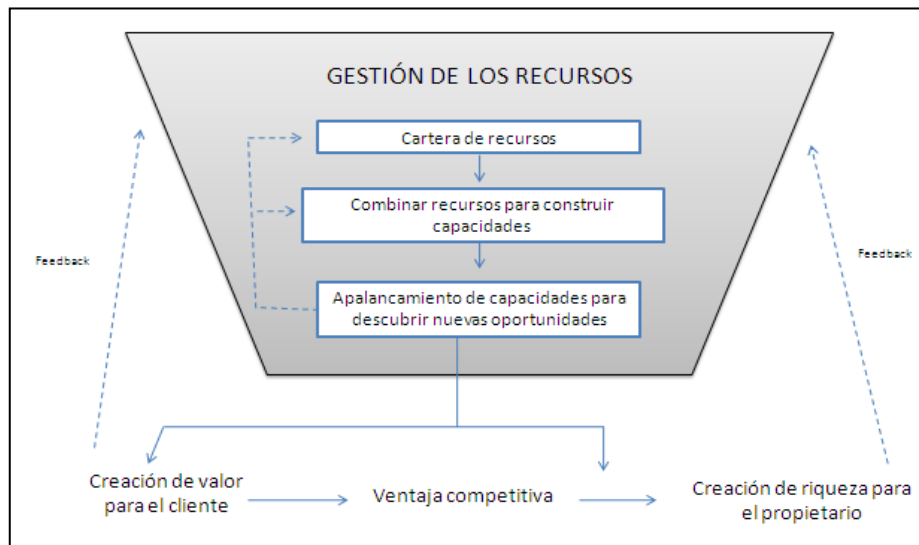 GESTIÓN DE LOS RECURSOS
Cartera de recursos
Combinar recursos para construir
capacidades
Apalancamiento de capacidades para
descubrir nuevas oportunidades
Feedback
Feedback
Creación de valor
para el cliente
Ventaja competitiva
Creación de riqueza para
el propietario